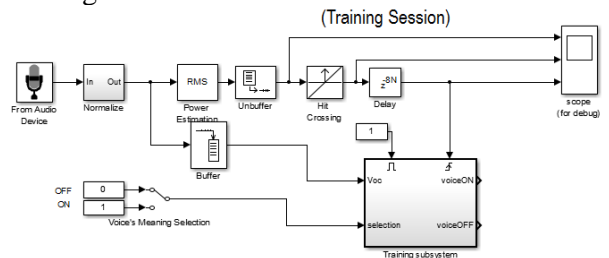 (Training Session)
From Audio
Device
In Out
Normalize
RMS
Power
Estimation
Unbuffer
Hit
Crossing
z-8N
Delay
scope
(for debug)
Buffer
1
OFF
0
ON
1
Voice's Meaning Selection
Voc
voiceON
selection
voiceOFF
Training subsystem